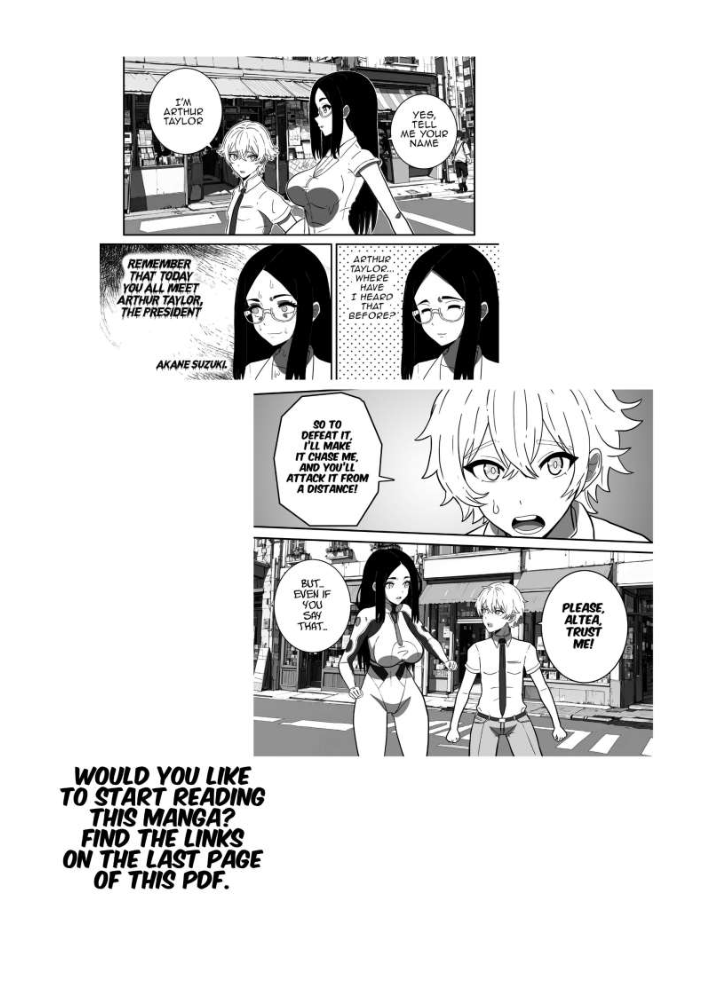 I'M
ARTHUR
TAYLOR
YES,
TELL
ME YOUR
NAME
REMEMBER
THAT TODAY
YOU ALL MEET
ARTHUR TAYLOR,
THE PRESIDENT
AKANE SUZUKI.
ARTHUR
TAYLOR...
WHERE
HAVE
I HEARD
THAT
BEFORE?
SO TO
DEFEAT IT,
I'LL MAKE
IT CHASE ME,
AND YOU'LL
ATTACK IT FROM
A DISTANCE!
BUT...
EVEN IF
YOU
SAY
THAT...
PLEASE,
ALTEA,
TRUST
ME!
WOULD YOU LIKE
TO START READING
THIS MANGA?
FIND THE LINKS
ON THE LAST PAGE
OF THIS PDF.